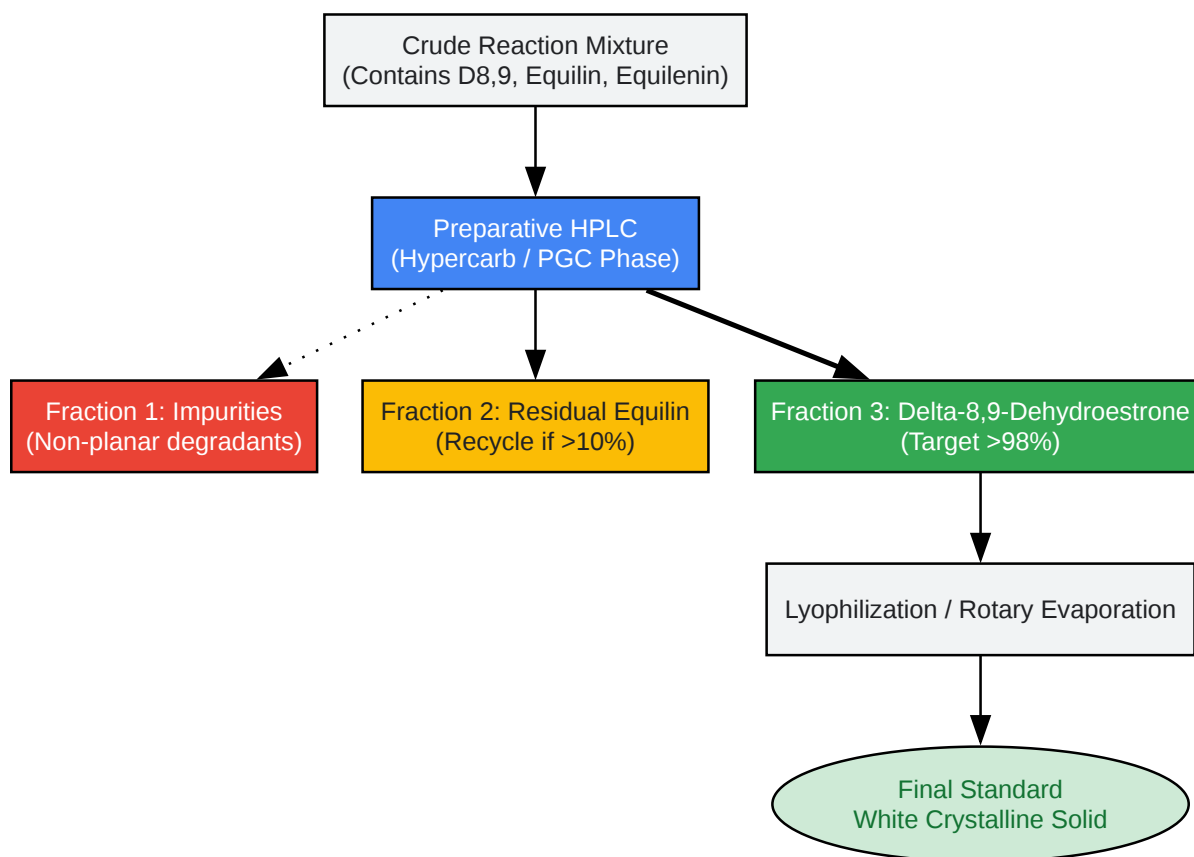 Crude Reaction Mixture
(Contains D8,9, Equilin, Equilenin)
Preparative HPLC
(Hypercarb / PGC Phase)
Fraction 1: Impurities
(Non-planar degradants)
Fraction 2: Residual Equilin
(Recycle if >10%)
Fraction 3: Delta-8,9-Dehydroestrone
(Target >98%)
Lyophilization / Rotary Evaporation
Final Standard
White Crystalline Solid